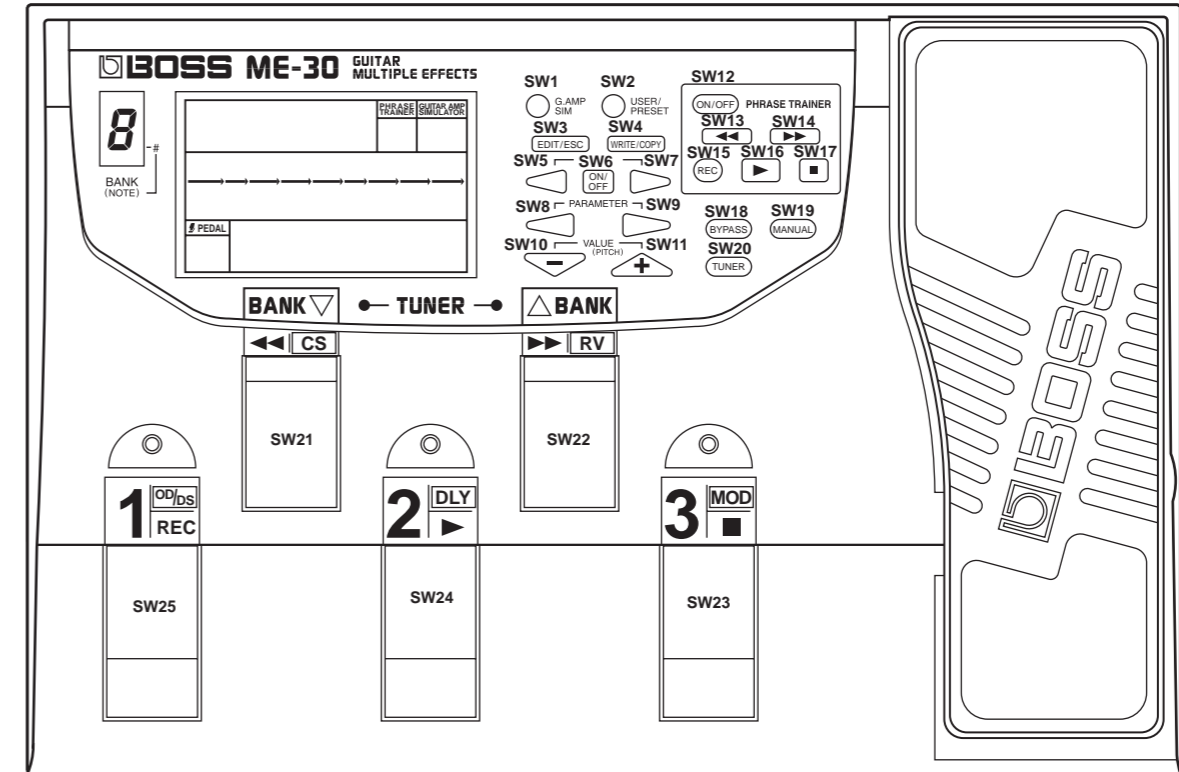 BOSS ME-30 GUITAR MULTIPLE EFFECTS
8
-#
BANK
(NOTE)
PHRASE TRAINER
GUITAR AMP SIMULATOR
PEDAL
SW1 SW2
G.AMP SIM
USER/PRESET
SW3 SW4
EDIT/ESC WRITE/COPY
SW5 SW6 SW7
ON/OFF
SW8 PARAMETER SW9
SW10 VALUE SW11
(PITCH)
− +
SW12
ON/OFF PHRASE TRAINER
SW13 SW14
◀◀ ▶▶
SW15 SW16 SW17
REC ▶ ■
SW18 SW19
BYPASS MANUAL
SW20
TUNER
BANK ▽ TUNER △ BANK
◀◀ CS
▶▶ RV
SW21 SW22
1 OD/DS
REC
2 DLY
▶
3 MOD
■
SW25 SW24 SW23
BOSS